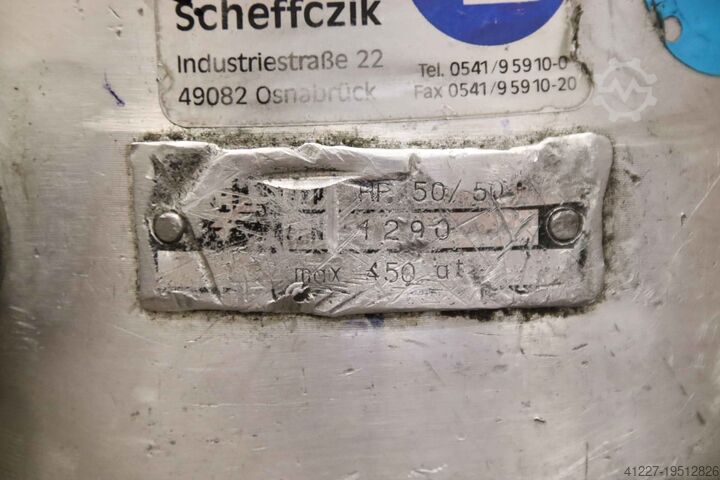 Scheffczik
Industriestraße 22
49082 Osnabrück
Tel. 0541/95910-0
Fax 0541/95910-20
HP 50/50
1290
max 450 at
41227-19512826